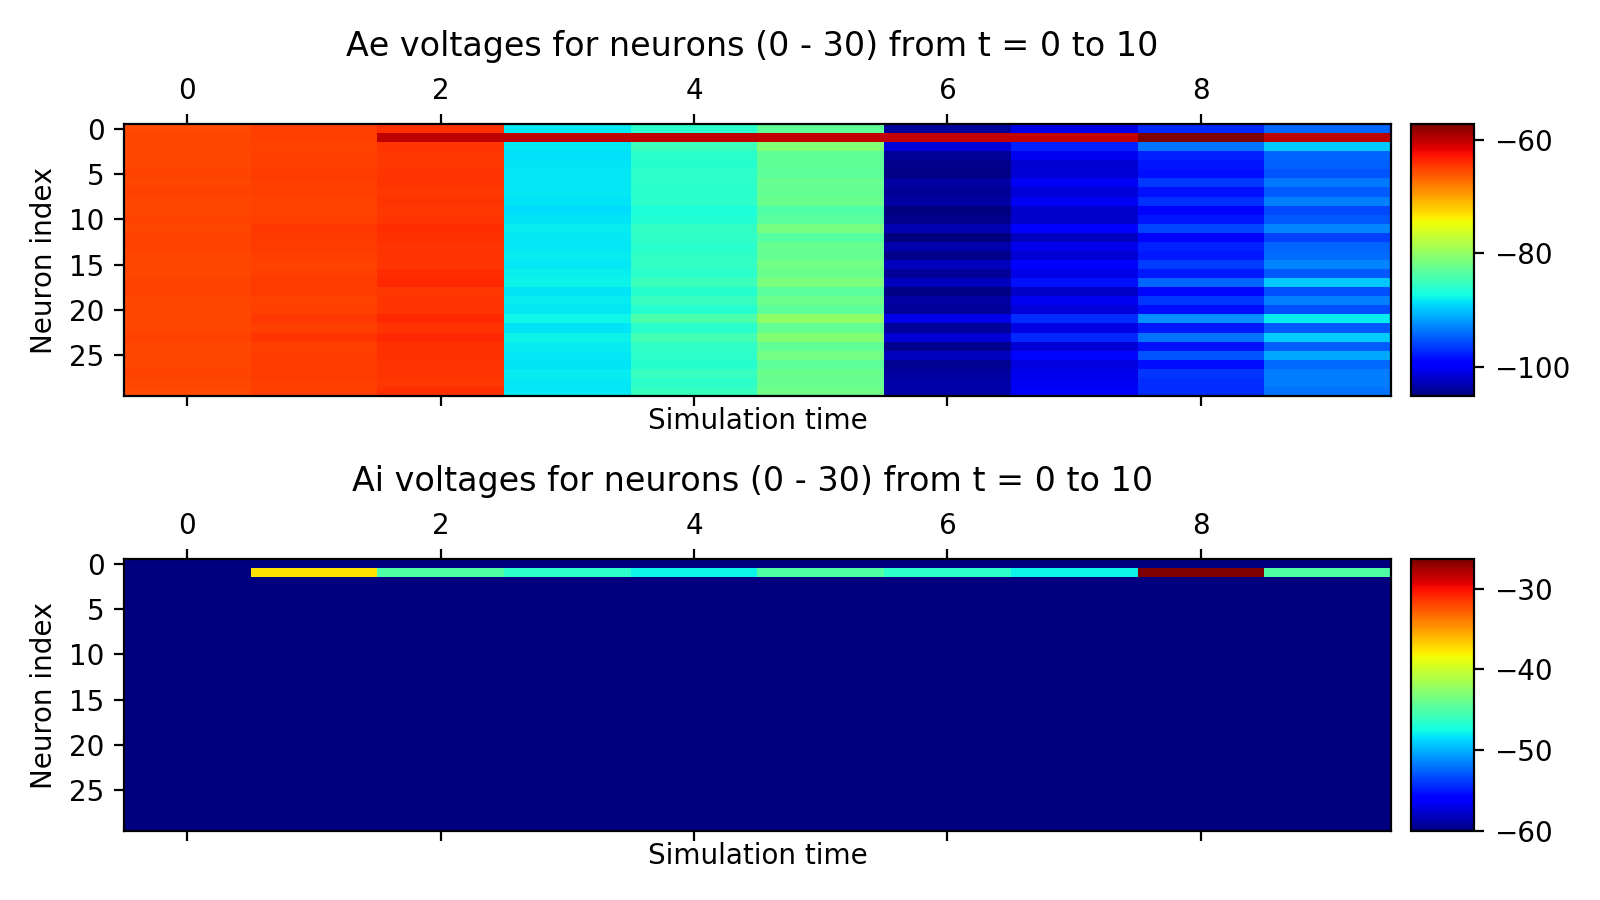 Ae voltages for neurons (0 - 30) from t = 0 to 10
0 2 4 6 8
Neuron index
0
5
10
15
20
25
−60
−80
−100
Simulation time
Ai voltages for neurons (0 - 30) from t = 0 to 10
0 2 4 6 8
Neuron index
0
5
10
15
20
25
−30
−40
−50
−60
Simulation time